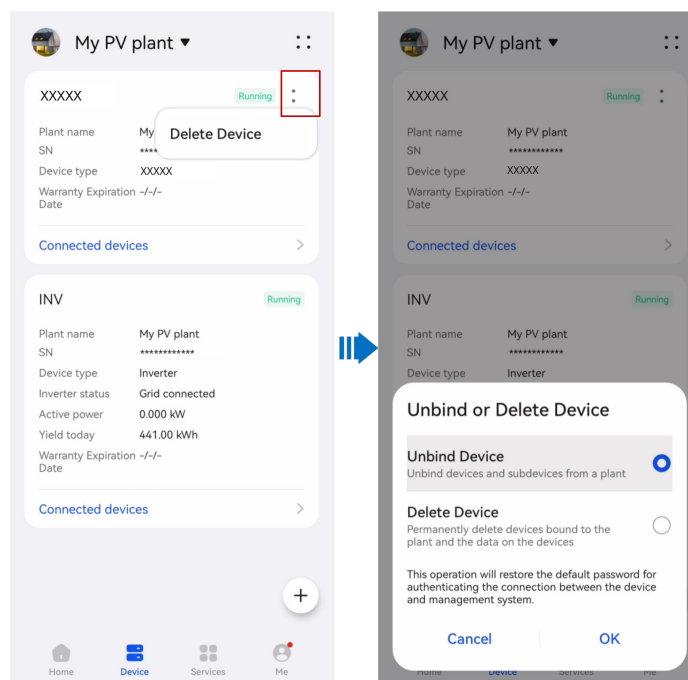 My PV plant ▼
XXXXX Running
Delete Device
Plant name My
SN ****
Device type XXXXX
Warranty Expiration -/-/-
Date
Connected devices
INV Running
Plant name My PV plant
SN ************
Device type Inverter
Inverter status Grid connected
Active power 0.000 kW
Yield today 441.00 kWh
Warranty Expiration -/-/-
Date
Connected devices
+
Home Device Services Me
My PV plant ▼
XXXXX Running
Plant name My PV plant
SN ************
Device type XXXXX
Warranty Expiration -/-/-
Date
Connected devices
INV Running
Plant name My PV plant
SN ************
Device type Inverter
Unbind or Delete Device
Unbind Device
Unbind devices and subdevices from a plant
Delete Device
Permanently delete devices bound to the
plant and the data on the devices
This operation will restore the default password for
authenticating the connection between the device
and management system.
Cancel OK
Home Device Services Me